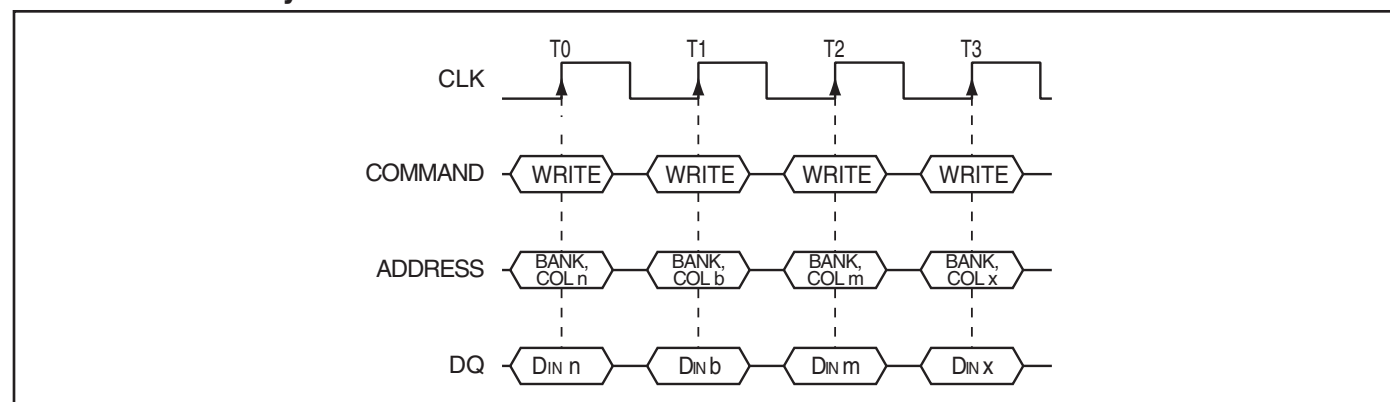 T0 T1 T2 T3
CLK
COMMAND WRITE WRITE WRITE WRITE
ADDRESS BANK, COL n BANK, COL b BANK, COL m BANK, COL x
DQ DIN n DIN b DIN m DIN x